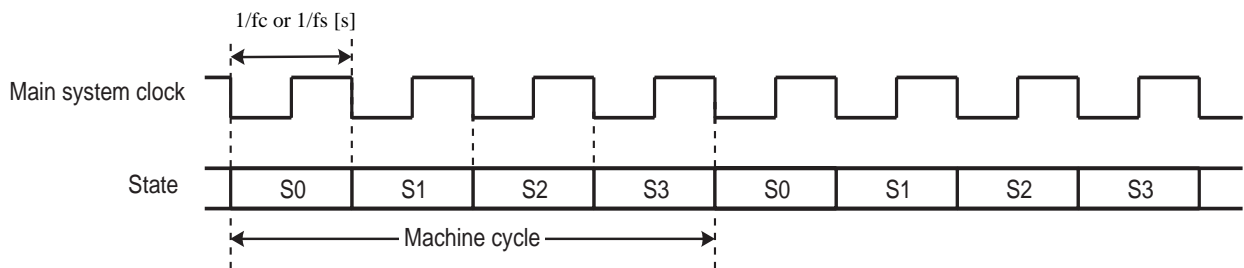 1/fc or 1/fs [s]
Main system clock
State S0 S1 S2 S3 S0 S1 S2 S3
Machine cycle